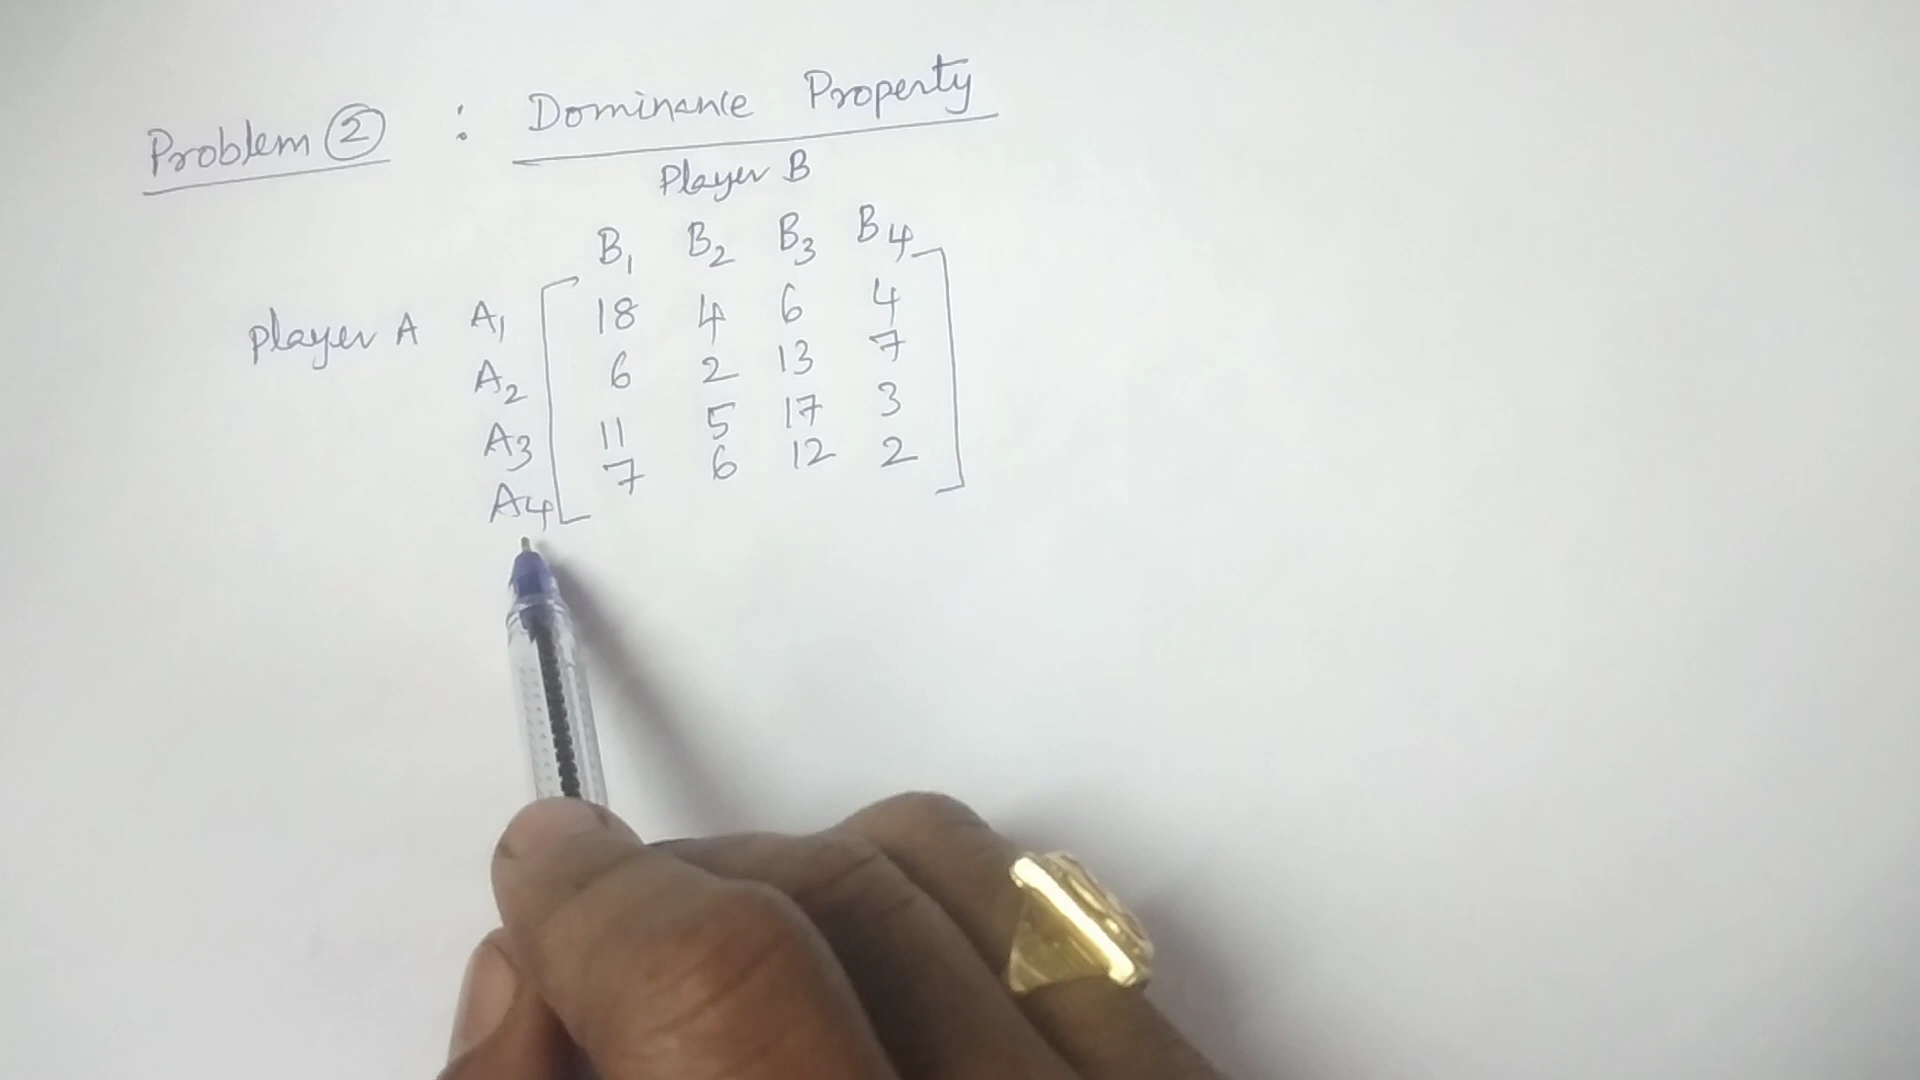 Problem 2 : Dominance Property
Player B
B1 B2 B3 B4
player A A1 18 4 6 4
A2 6 2 13 7
A3 11 5 17 3
A4 7 6 12 2